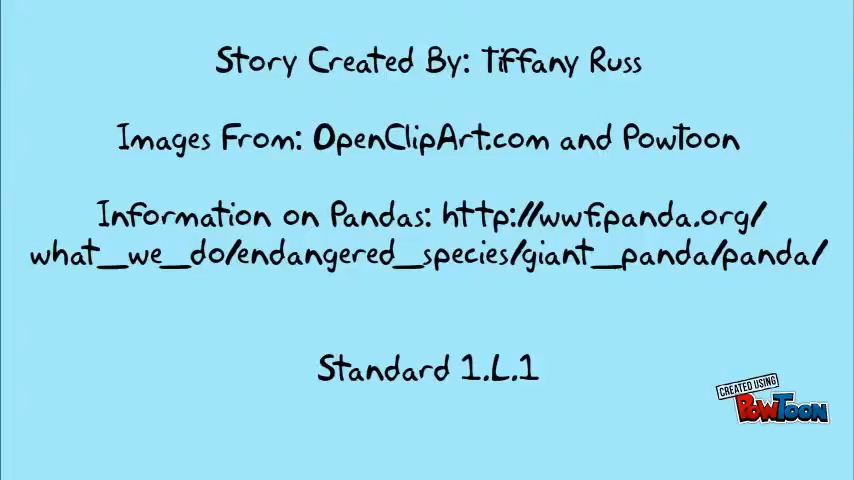 Story Created By: Tiffany Russ
Images From: OpenClipArt.com and Powtoon
Information on Pandas: http://wwf.panda.org/
what_we_do/endangered_species/giant_panda/panda/
Standard 1.L.1
CREATED USING
POWTOON